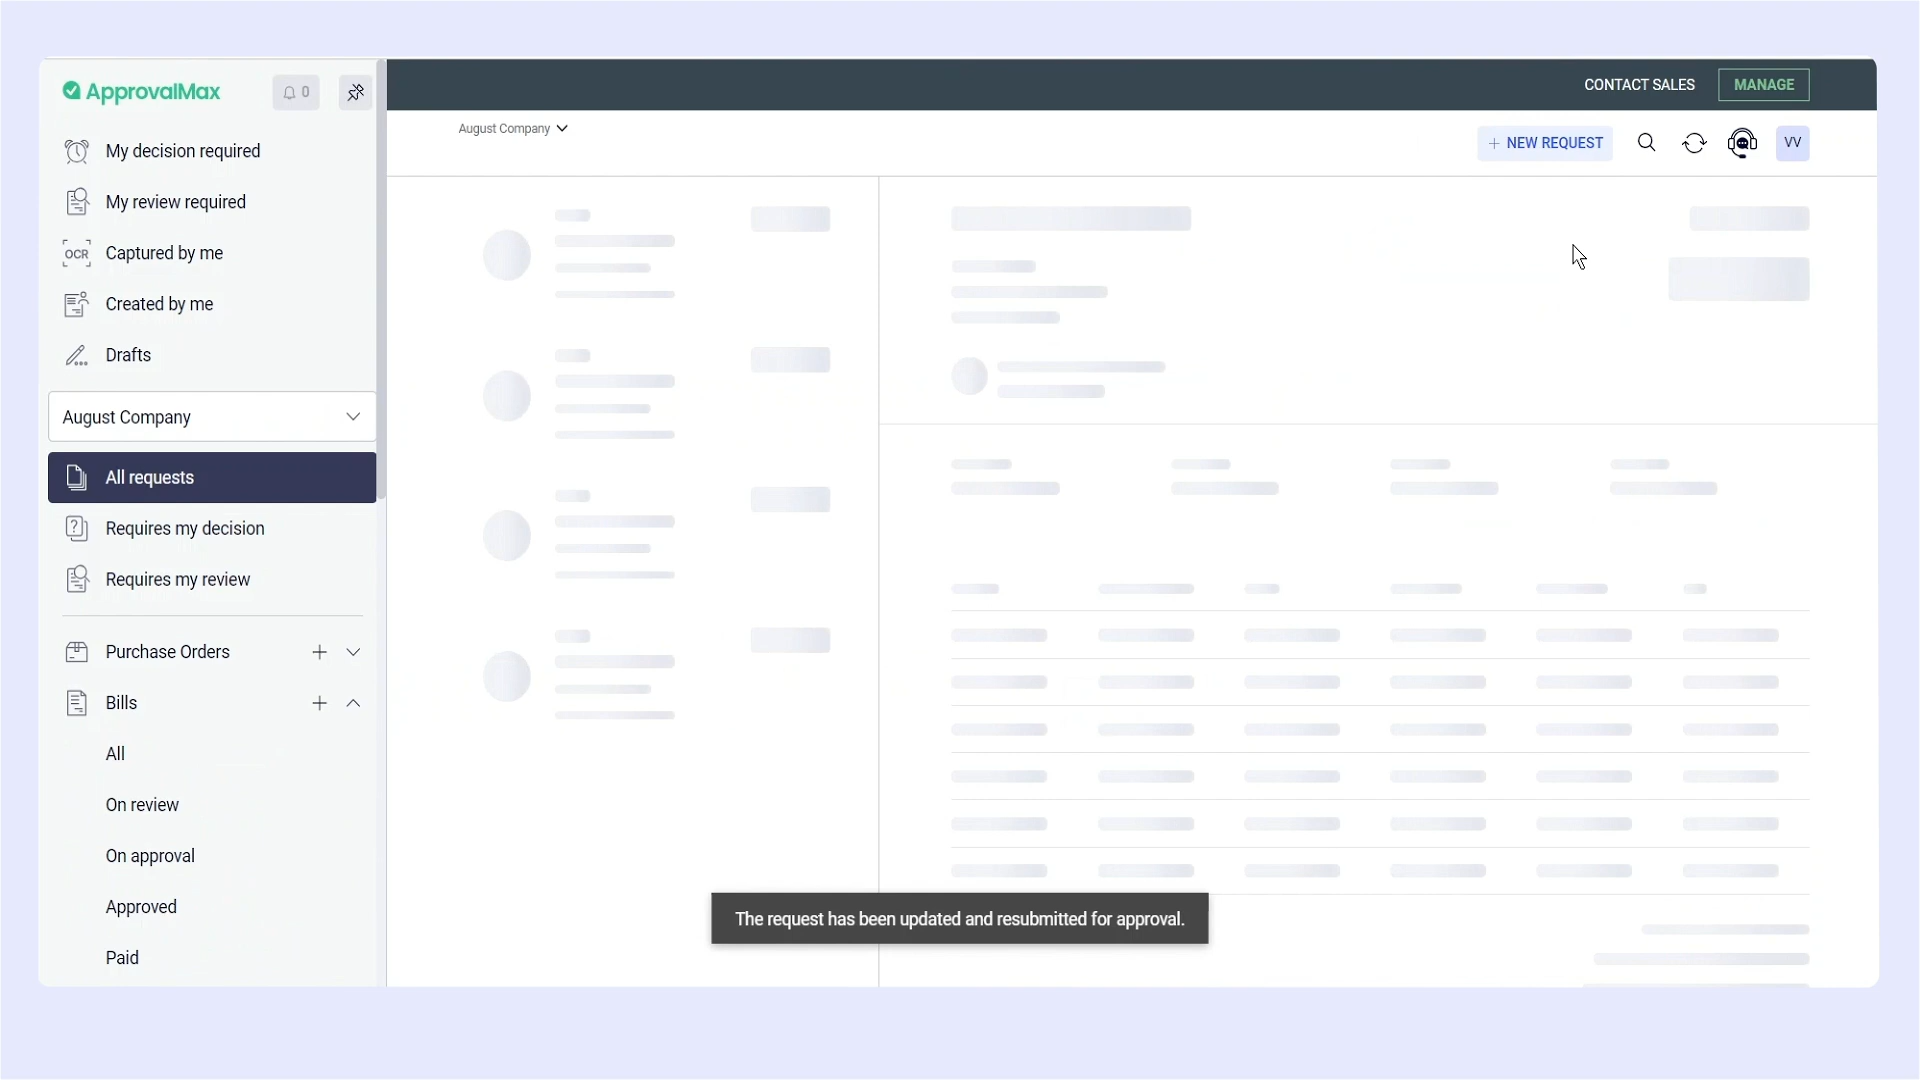 ApprovalMax
0
CONTACT SALES
MANAGE
August Company
+ NEW REQUEST
VV
My decision required
My review required
OCR
Captured by me
Created by me
Drafts
August Company
All requests
Requires my decision
Requires my review
Purchase Orders
Bills
All
On review
On approval
Approved
Paid
The request has been updated and resubmitted for approval.